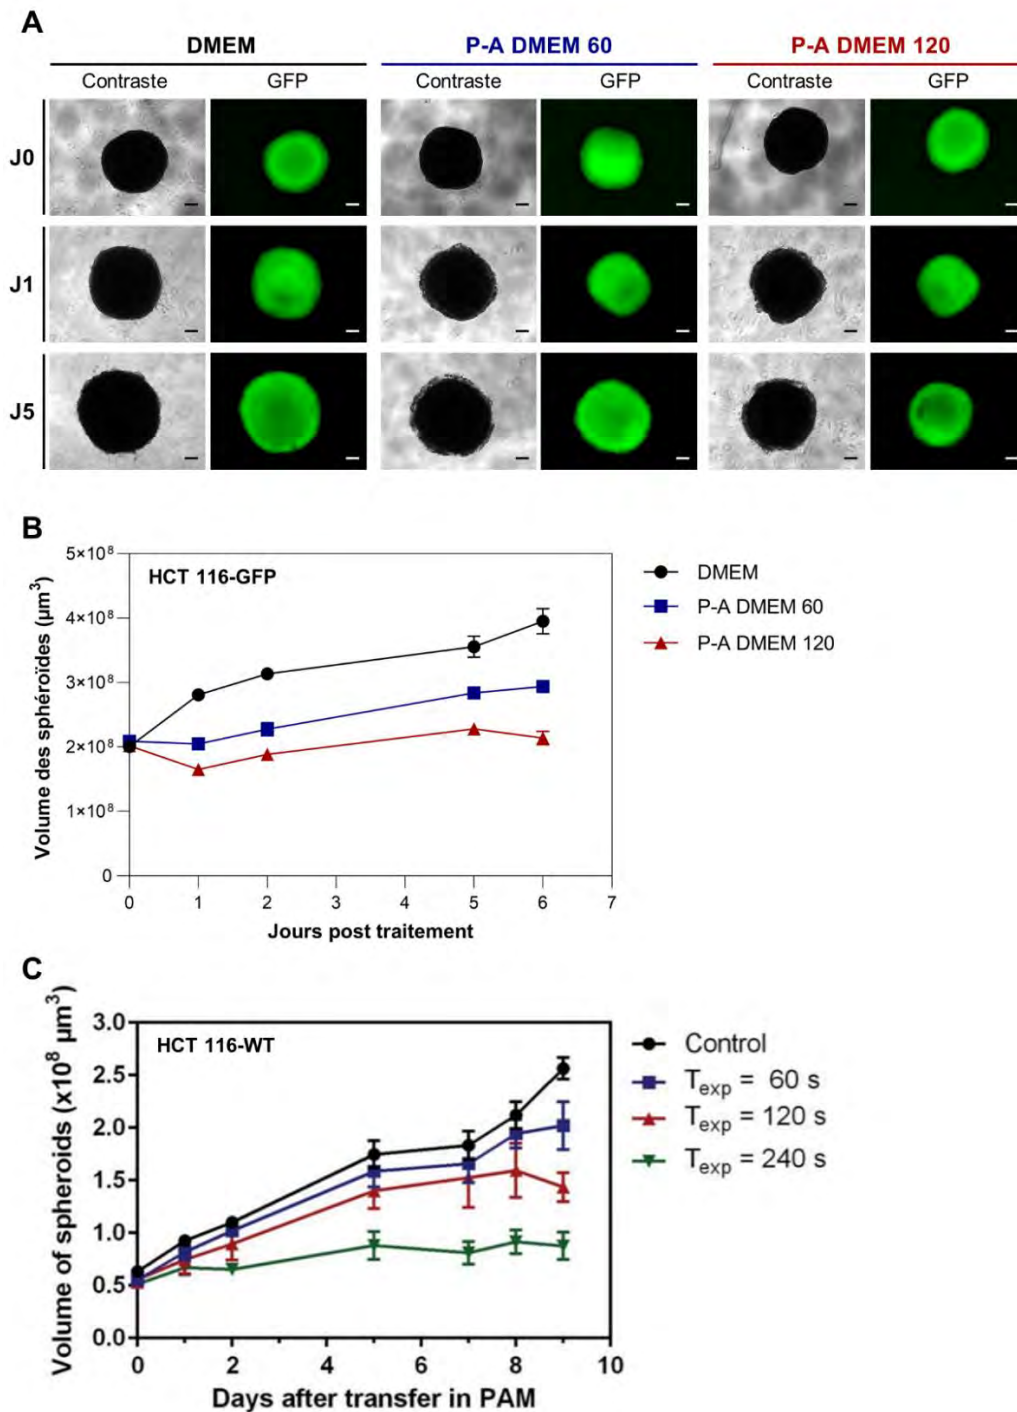 A
DMEM P-A DMEM 60 P-A DMEM 120
Contraste GFP Contraste GFP Contraste GFP
J0
J1
J5
B
5×10⁸
4×10⁸
3×10⁸
2×10⁸
1×10⁸
0
Volume des sphéroïdes (µm³)
HCT 116-GFP
DMEM
P-A DMEM 60
P-A DMEM 120
0 1 2 3 4 5 6 7
Jours post traitement
C
3.0
2.5
2.0
1.5
1.0
0.5
0.0
Volume of spheroids (x10⁸ µm³)
HCT 116-WT
Control
Texp = 60 s
Texp = 120 s
Texp = 240 s
0 2 4 6 8 10
Days after transfer in PAM